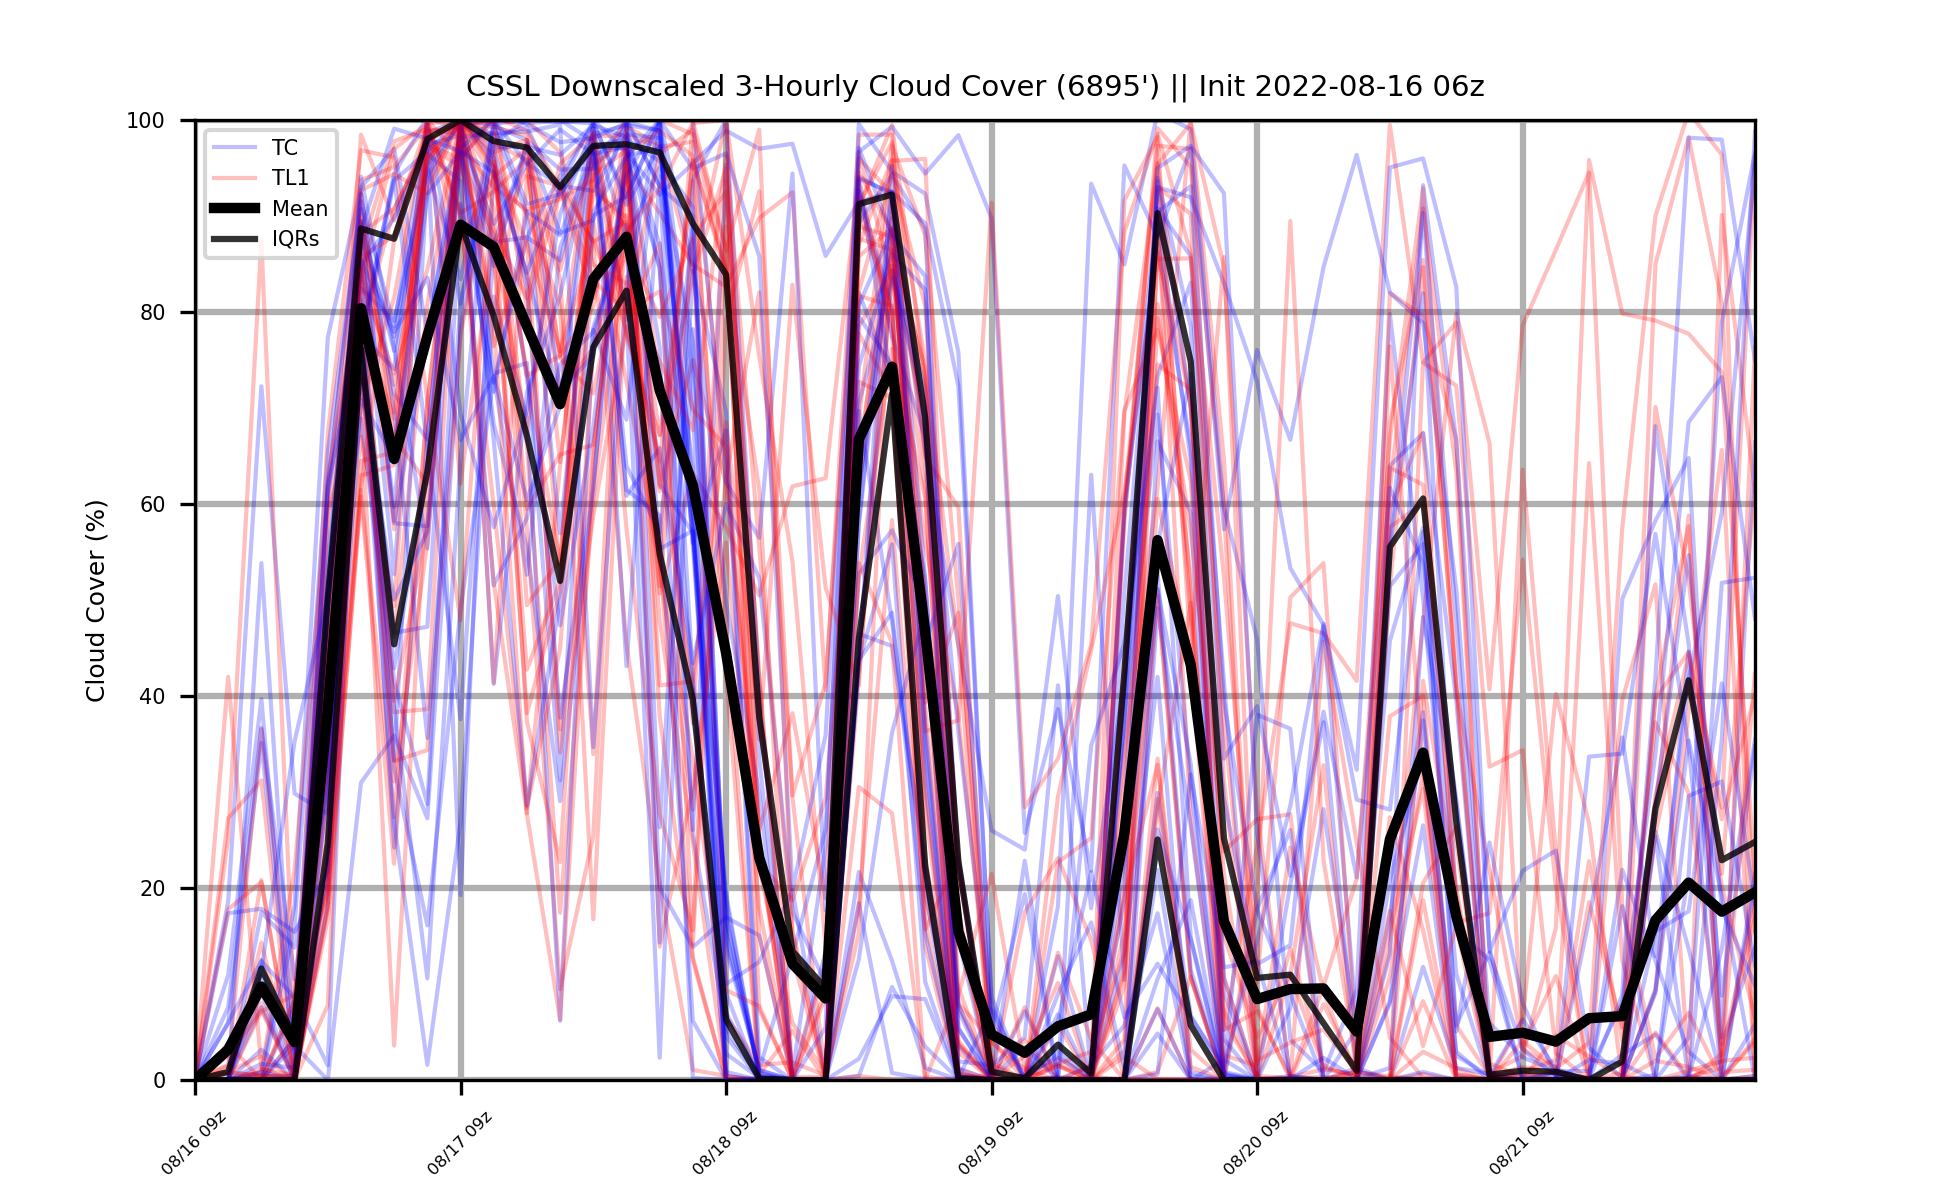 CSSL Downscaled 3-Hourly Cloud Cover (6895') || Init 2022-08-16 06z
100
80
60
40
20
0
Cloud Cover (%)
TC
TL1
Mean
IQRs
08/16 09z
08/17 09z
08/18 09z
08/19 09z
08/20 09z
08/21 09z